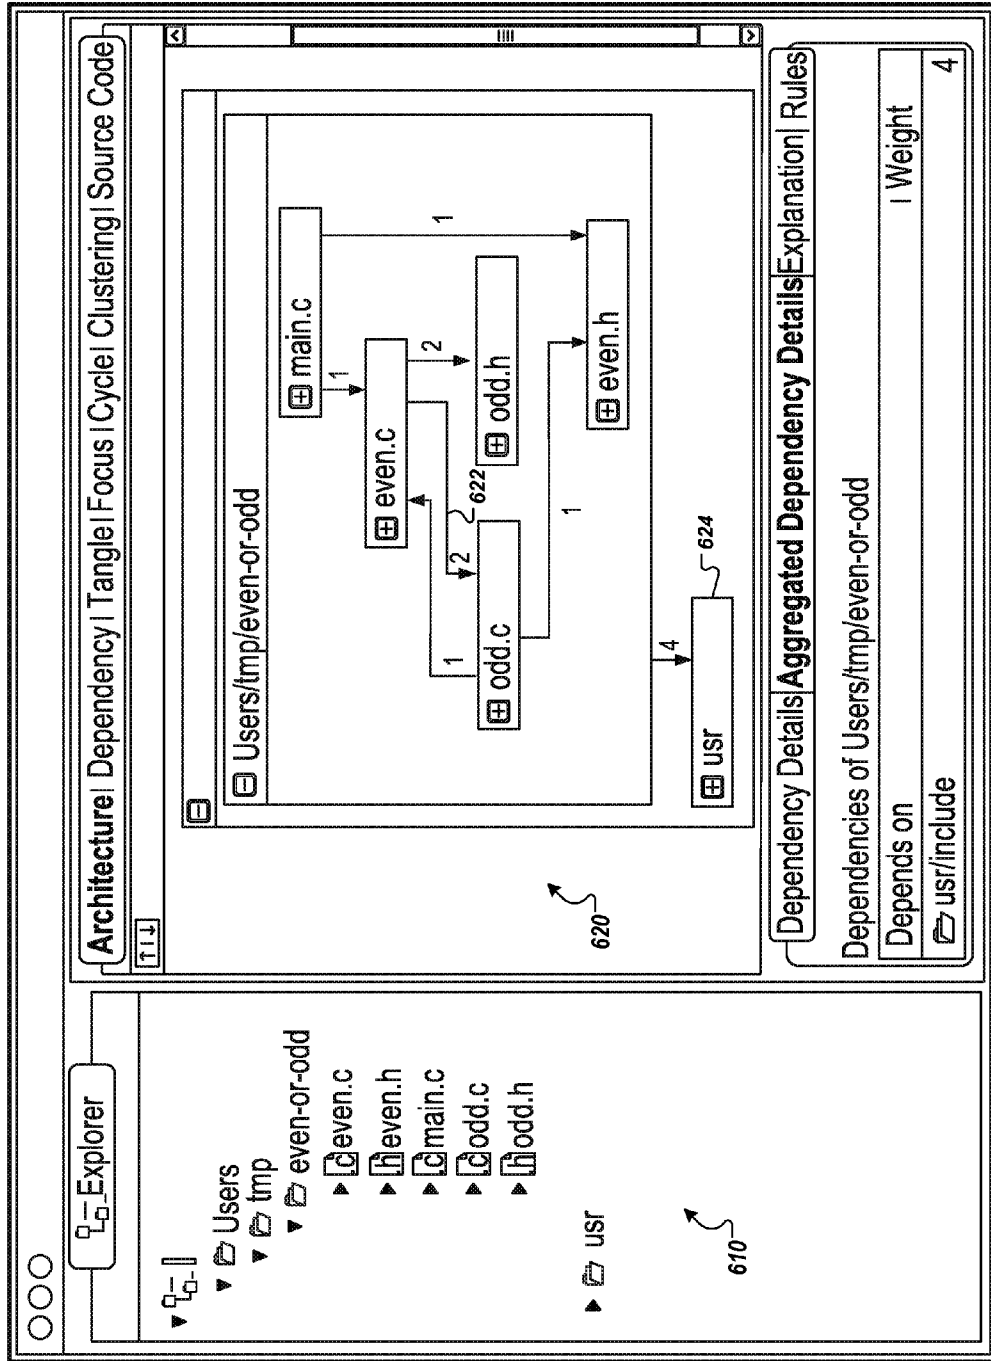 Explorer
Users
tmp
even-or-odd
c even.c
h even.h
c main.c
c odd.c
h odd.h
usr
610
Architecture | Dependency | Tangle | Focus | Cycle | Clustering | Source Code
Users/tmp/even-or-odd
main.c
1
1
even.c
2
622
2
1
odd.h
odd.c
1
even.h
4
usr
624
620
Dependency Details | Aggregated Dependency Details | Explanation | Rules
Dependencies of Users/tmp/even-or-odd
Depends on | Weight
usr/include 4